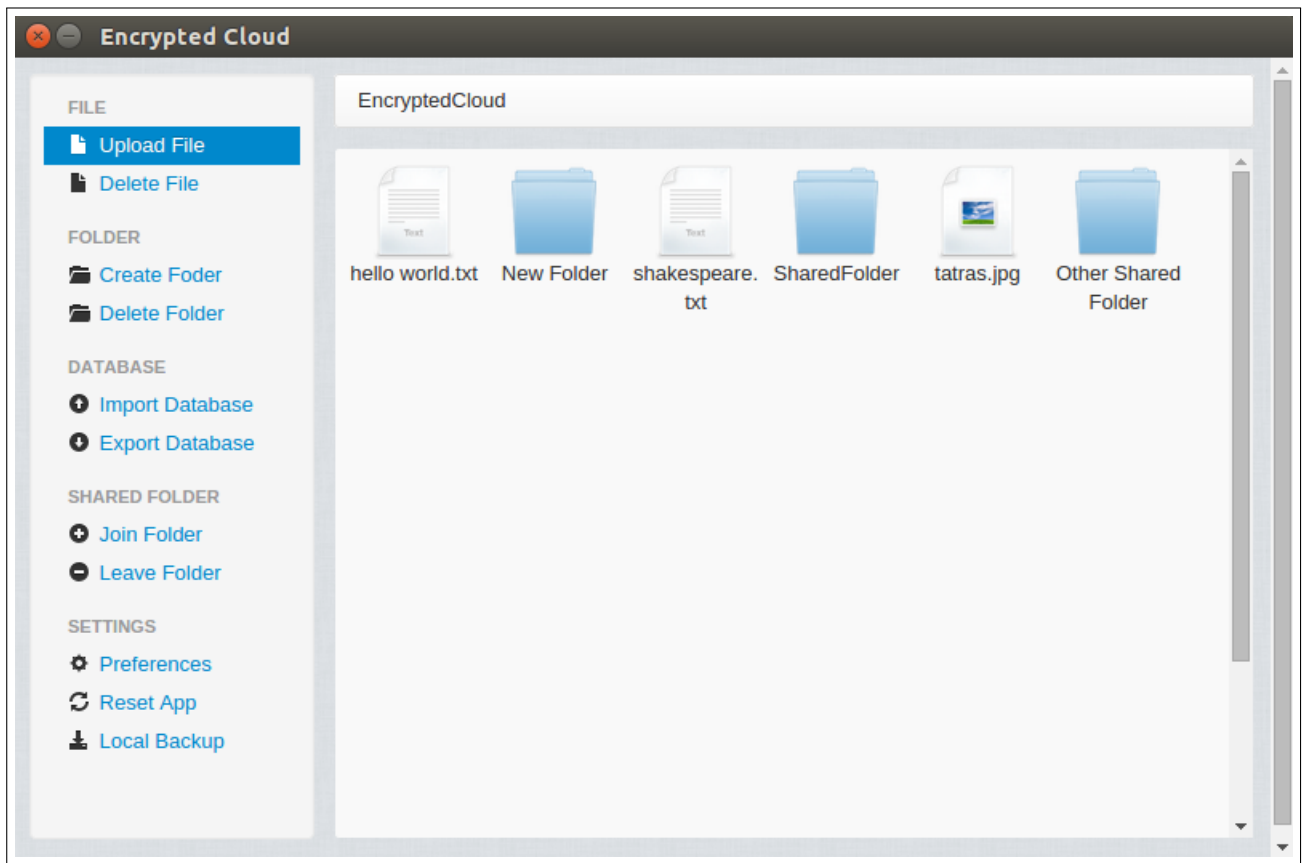 Encrypted Cloud
FILE
Upload File
Delete File
FOLDER
Create Foder
Delete Folder
DATABASE
Import Database
Export Database
SHARED FOLDER
Join Folder
Leave Folder
SETTINGS
Preferences
Reset App
Local Backup
EncryptedCloud
Text
Text
hello world.txt
New Folder
shakespeare.
txt
SharedFolder
tatras.jpg
Other Shared
Folder